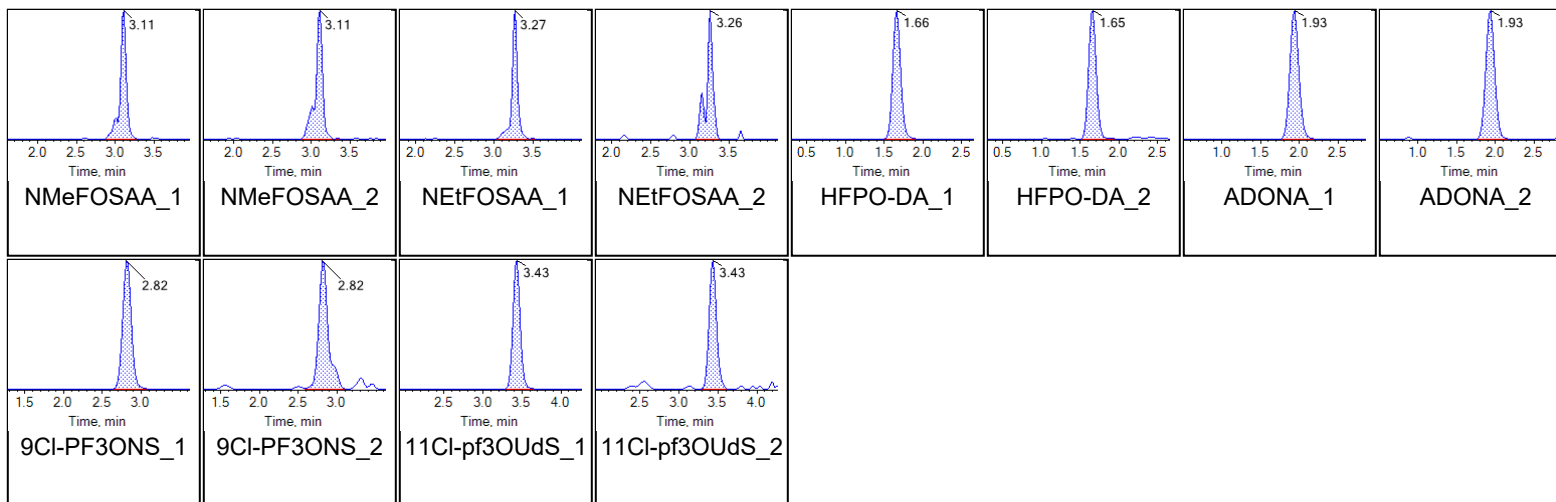 3.11 3.11 3.27 3.26 1.66 1.65 1.93 1.93
2.0 2.5 3.0 3.5 2.0 2.5 3.0 3.5 2.0 2.5 3.0 3.5 2.0 2.5 3.0 3.5 0.5 1.0 1.5 2.0 2.5 0.5 1.0 1.5 2.0 2.5 1.0 1.5 2.0 2.5 1.0 1.5 2.0 2.5
Time, min Time, min Time, min Time, min Time, min Time, min Time, min Time, min
NMeFOSAA_1 NMeFOSAA_2 NEtFOSAA_1 NEtFOSAA_2 HFPO-DA_1 HFPO-DA_2 ADONA_1 ADONA_2
2.82 2.82 3.43 3.43
1.5 2.0 2.5 3.0 1.5 2.0 2.5 3.0 2.5 3.0 3.5 4.0 2.5 3.0 3.5 4.0
Time, min Time, min Time, min Time, min
9Cl-PF3ONS_1 9Cl-PF3ONS_2 11Cl-pf3OUdS_1 11Cl-pf3OUdS_2